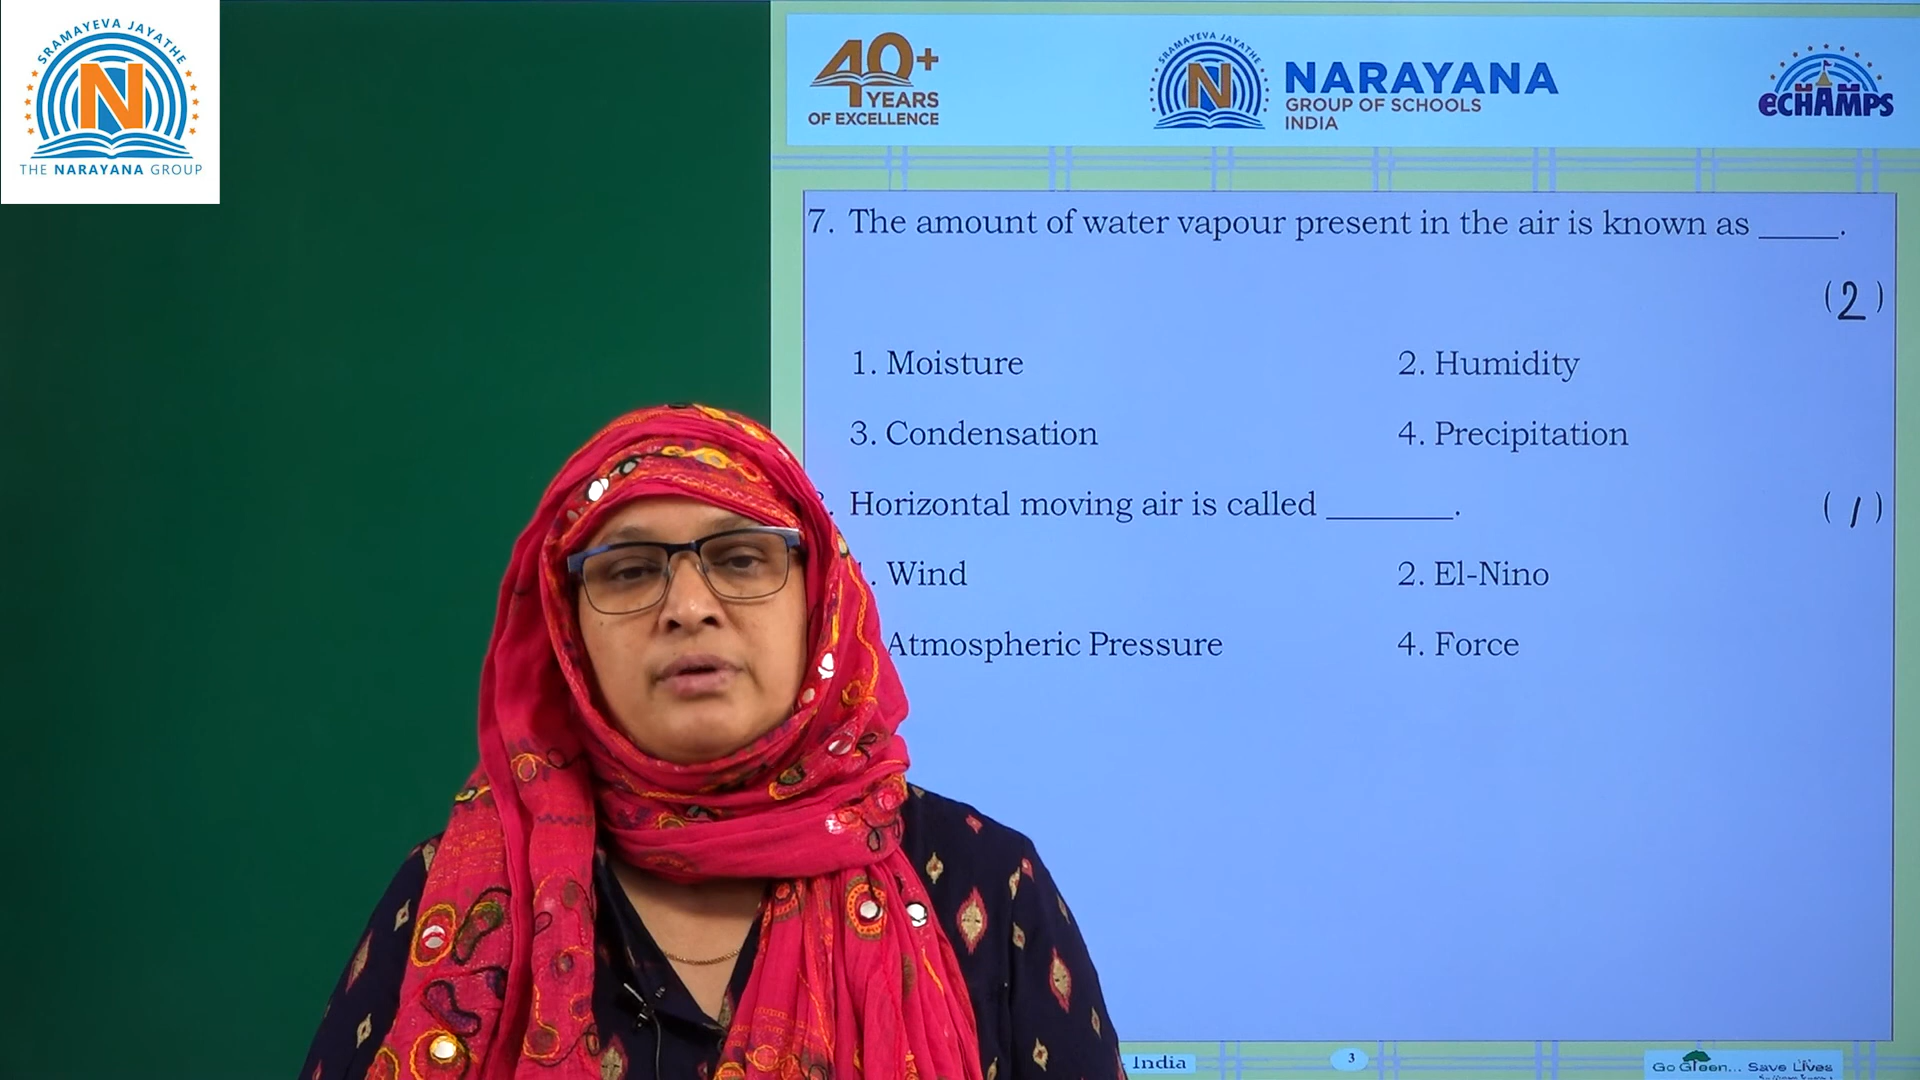 SRAMAYEVA JAYATHE
N
THE NARAYANA GROUP
40+
YEARS
OF EXCELLENCE
SRAMAYEVA JAYATHE
N
NARAYANA
GROUP OF SCHOOLS
INDIA
eCHAMPS
7. The amount of water vapour present in the air is known as _____.
(2)
1. Moisture 2. Humidity
3. Condensation 4. Precipitation
. Horizontal moving air is called ________. (1)
. Wind 2. El-Nino
Atmospheric Pressure 4. Force
India
3
Go Green... Save Lives